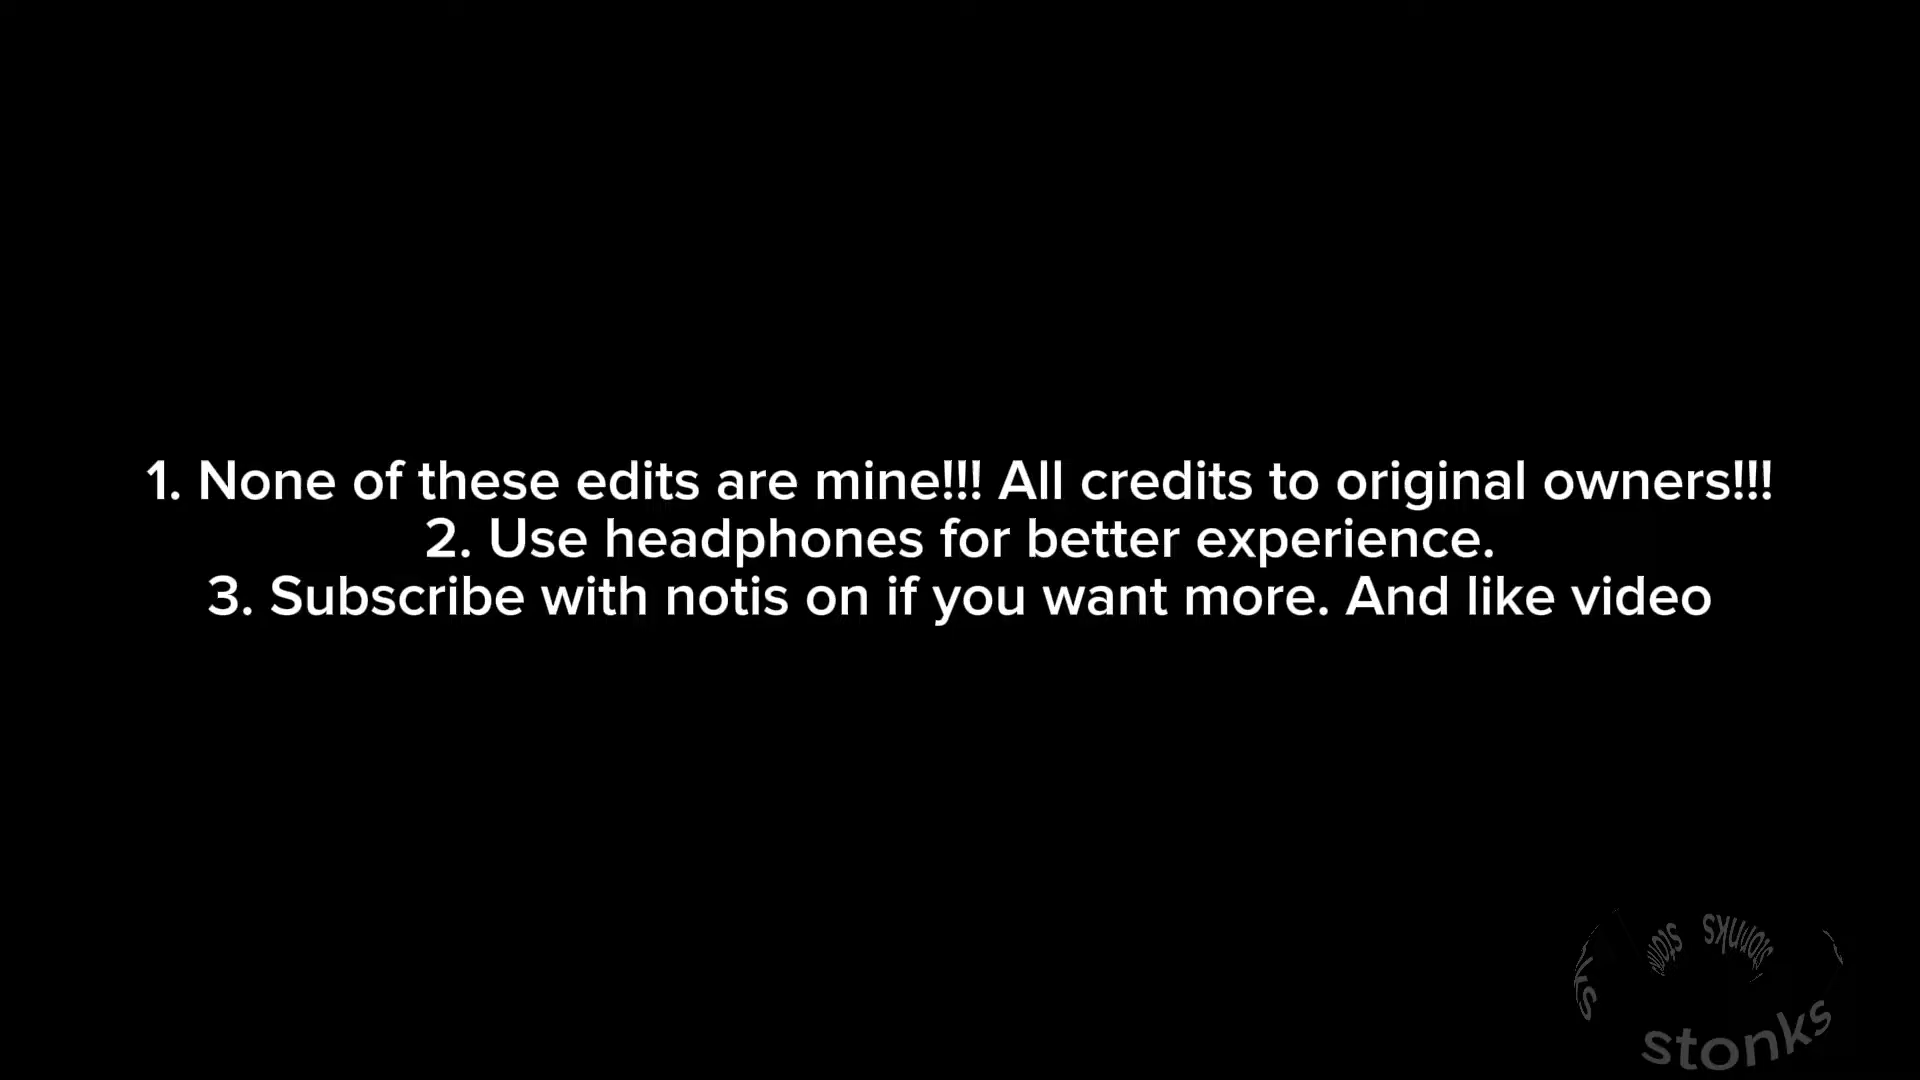 1. None of these edits are mine!!! All credits to original owners!!!
2. Use headphones for better experience.
3. Subscribe with notis on if you want more. And like video
stonks